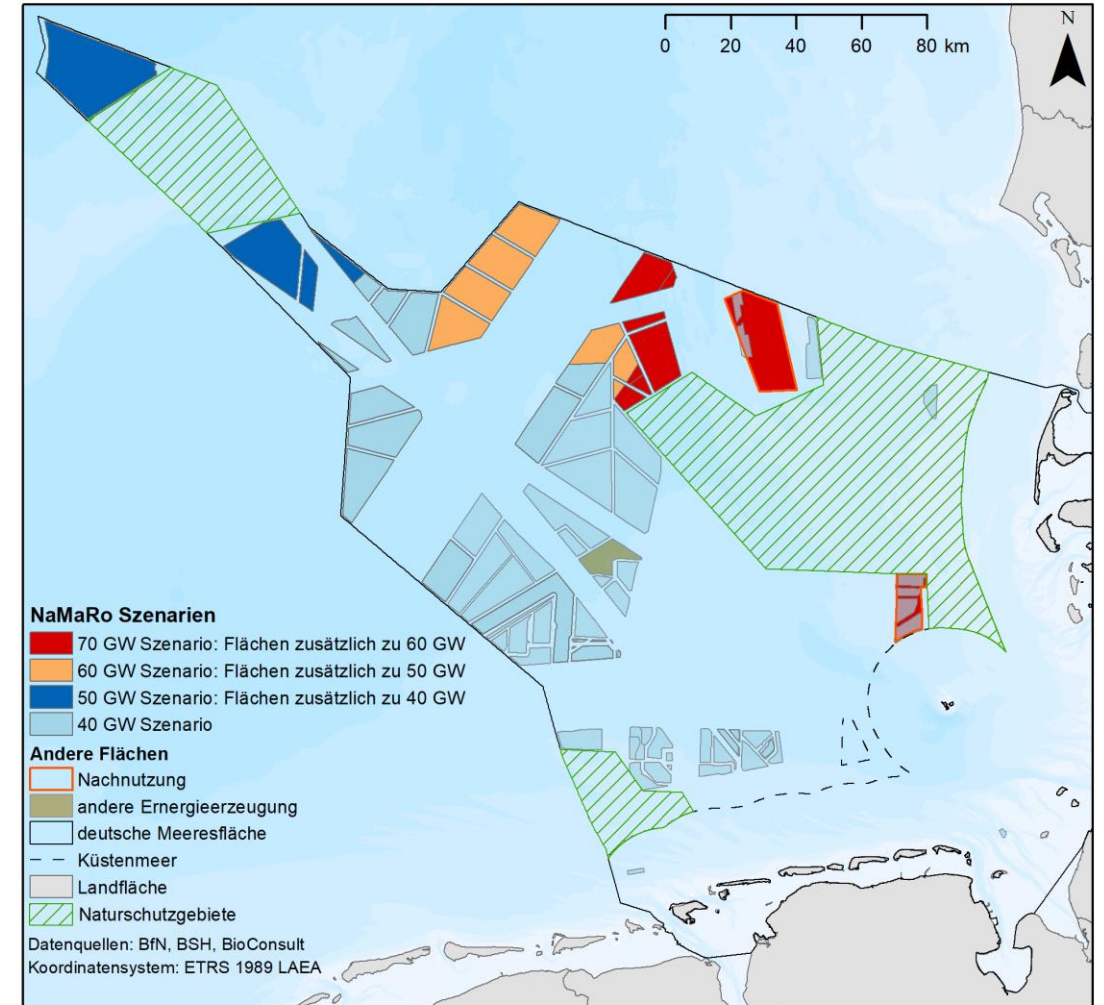 N
0 20 40 60 80 km
NaMaRo Szenarien
70 GW Szenario: Flächen zusätzlich zu 60 GW
60 GW Szenario: Flächen zusätzlich zu 50 GW
50 GW Szenario: Flächen zusätzlich zu 40 GW
40 GW Szenario
Andere Flächen
Nachnutzung
andere Ernergieerzeugung
deutsche Meeresfläche
Küstenmeer
Landfläche
Naturschutzgebiete
Datenquellen: BfN, BSH, BioConsult
Koordinatensystem: ETRS 1989 LAEA